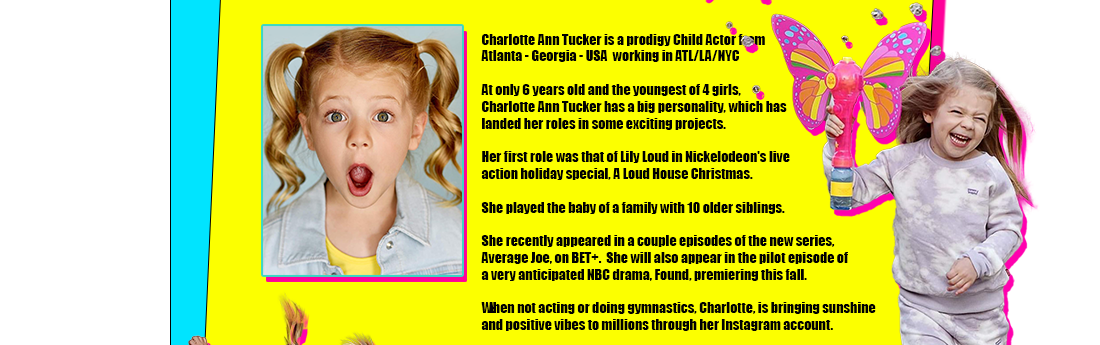 Charlotte Ann Tucker is a prodigy Child Actor from
Atlanta - Georgia - USA working in ATL/LA/NYC
At only 6 years old and the youngest of 4 girls,
Charlotte Ann Tucker has a big personality, which has
landed her roles in some exciting projects.
Her first role was that of Lily Loud in Nickelodeon's live
action holiday special, A Loud House Christmas.
She played the baby of a family with 10 older siblings.
She recently appeared in a couple episodes of the new series,
Average Joe, on BET+. She will also appear in the pilot episode of
a very anticipated NBC drama, Found, premiering this fall.
When not acting or doing gymnastics, Charlotte, is bringing sunshine
and positive vibes to millions through her Instagram account.